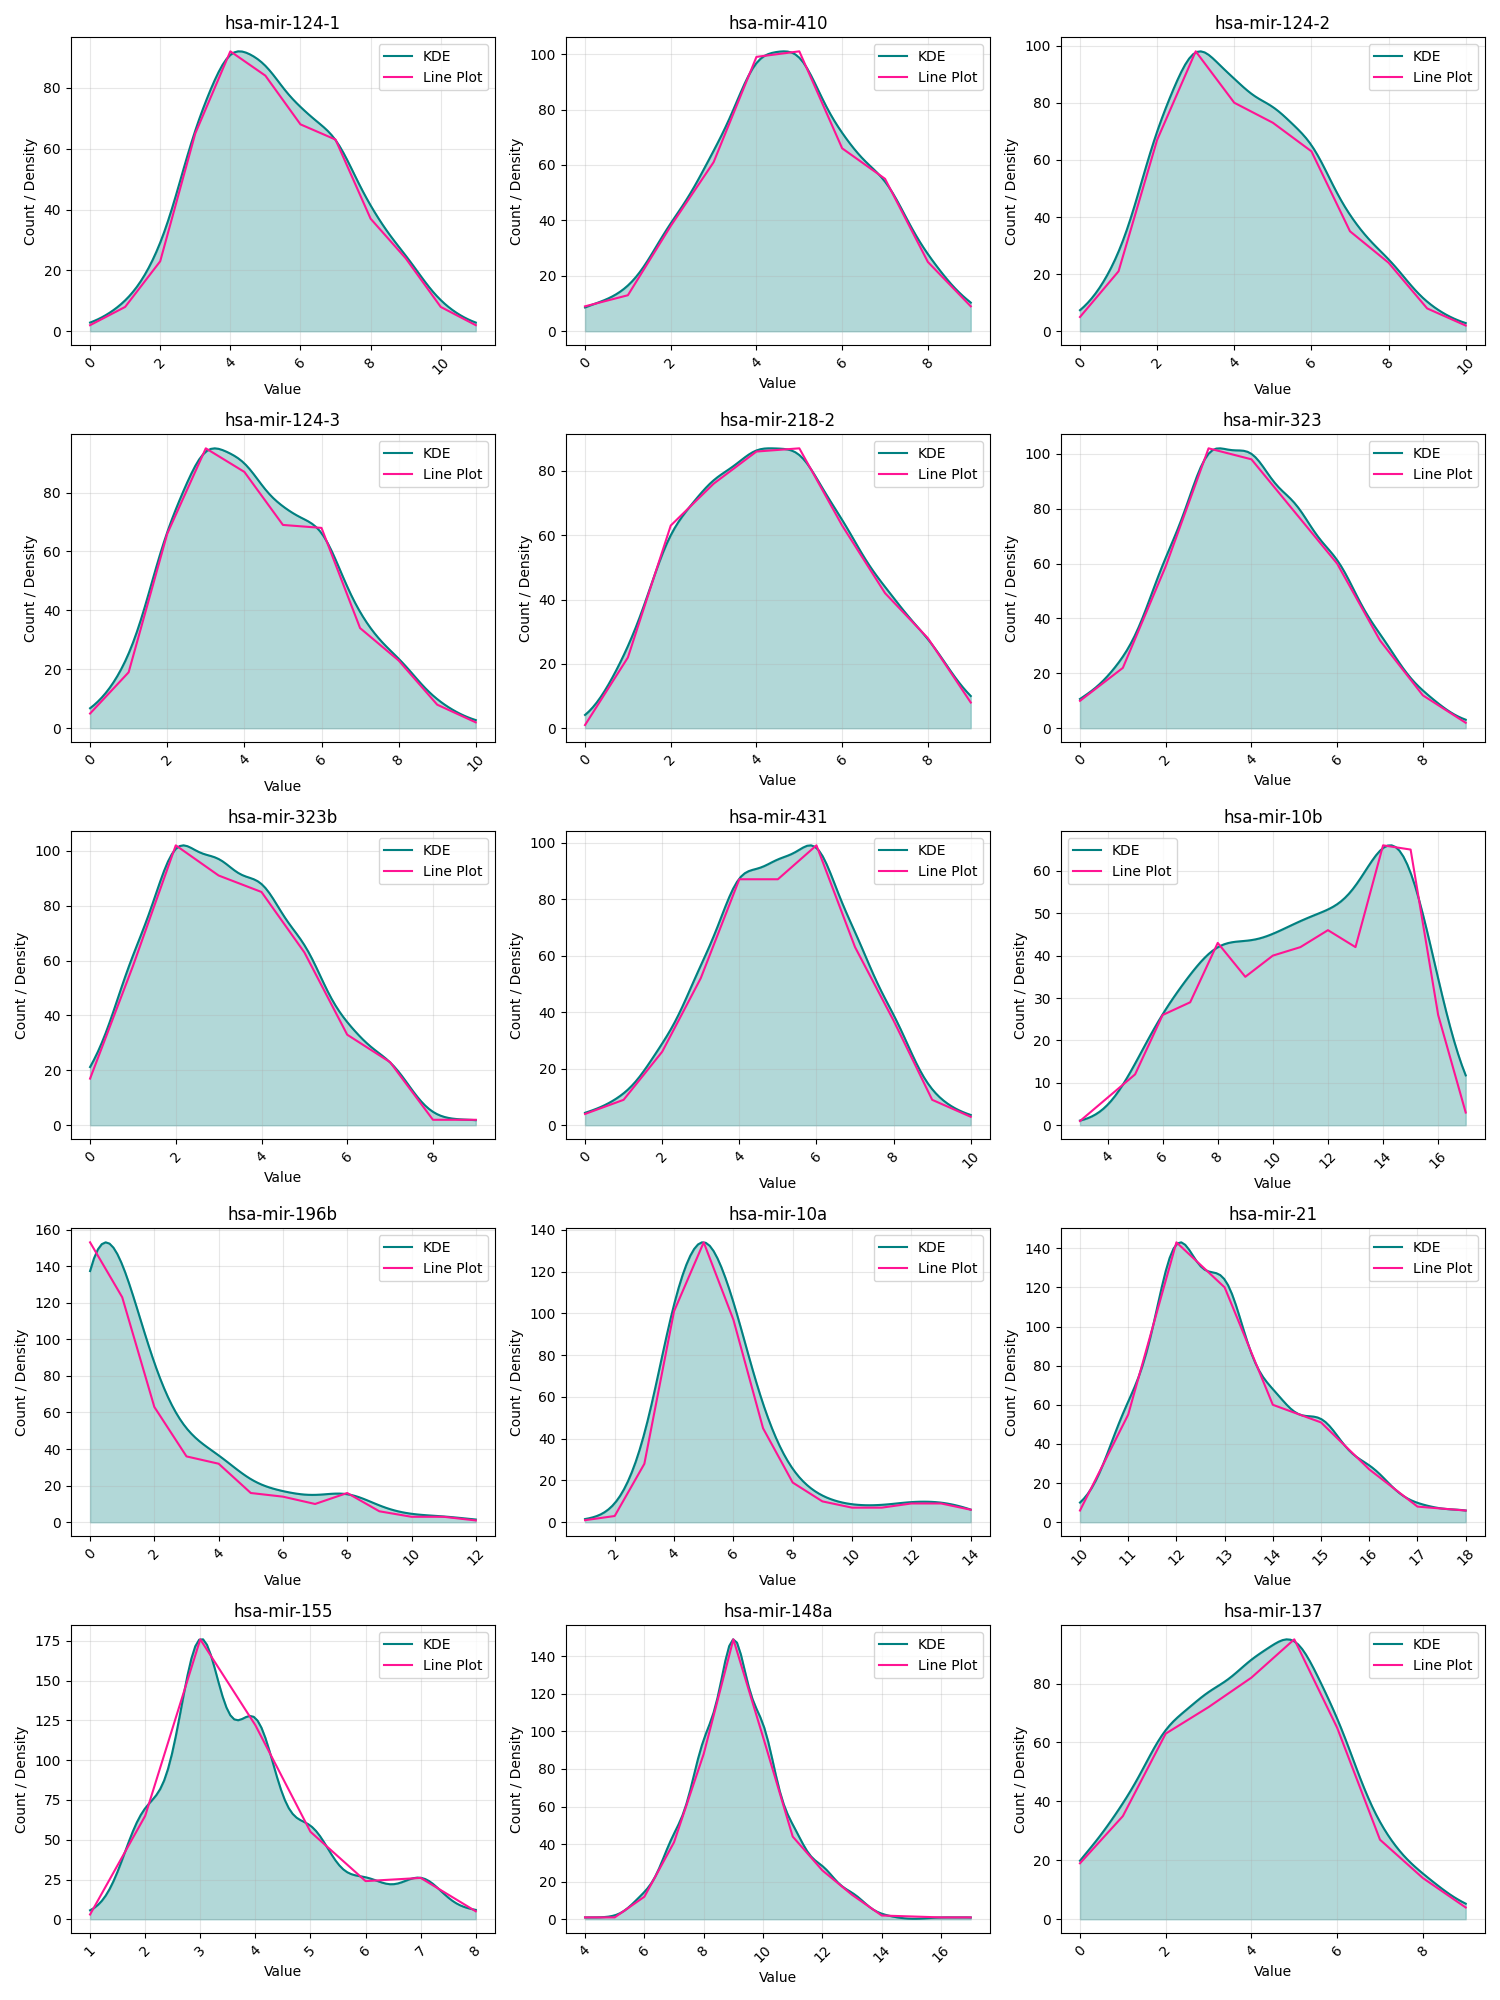 hsa-mir-124-1
Count / Density
80
60
40
20
0
0 2 4 6 8 10
Value
KDE
Line Plot
hsa-mir-410
Count / Density
100
80
60
40
20
0
0 2 4 6 8
Value
KDE
Line Plot
hsa-mir-124-2
Count / Density
100
80
60
40
20
0
0 2 4 6 8 10
Value
KDE
Line Plot
hsa-mir-124-3
Count / Density
80
60
40
20
0
0 2 4 6 8 10
Value
KDE
Line Plot
hsa-mir-218-2
Count / Density
80
60
40
20
0
0 2 4 6 8
Value
KDE
Line Plot
hsa-mir-323
Count / Density
100
80
60
40
20
0
0 2 4 6 8
Value
KDE
Line Plot
hsa-mir-323b
Count / Density
100
80
60
40
20
0
0 2 4 6 8
Value
KDE
Line Plot
hsa-mir-431
Count / Density
100
80
60
40
20
0
0 2 4 6 8 10
Value
KDE
Line Plot
hsa-mir-10b
Count / Density
60
50
40
30
20
10
0
4 6 8 10 12 14 16
Value
KDE
Line Plot
hsa-mir-196b
Count / Density
160
140
120
100
80
60
40
20
0
0 2 4 6 8 10 12
Value
KDE
Line Plot
hsa-mir-10a
Count / Density
140
120
100
80
60
40
20
0
2 4 6 8 10 12 14
Value
KDE
Line Plot
hsa-mir-21
Count / Density
140
120
100
80
60
40
20
0
10 11 12 13 14 15 16 17 18
Value
KDE
Line Plot
hsa-mir-155
Count / Density
175
150
125
100
75
50
25
0
1 2 3 4 5 6 7 8
Value
KDE
Line Plot
hsa-mir-148a
Count / Density
140
120
100
80
60
40
20
0
4 6 8 10 12 14 16
Value
KDE
Line Plot
hsa-mir-137
Count / Density
80
60
40
20
0
0 2 4 6 8
Value
KDE
Line Plot